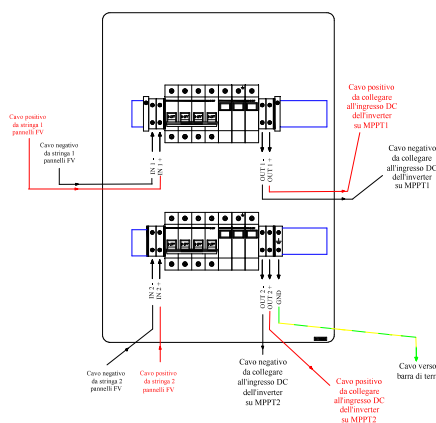 Cavo positivo
da stringa 1
pannelli FV
Cavo negativo
da stringa 1
pannelli FV
IN 1 -
IN 1 +
OUT 1 -
OUT 1 +
Cavo positivo
da collegare
all'ingresso DC
dell'inverter
su MPPT1
Cavo negativo
da collegare
all'ingresso DC
dell'inverter
su MPPT1
IN 2 -
IN 2 +
OUT 2 -
OUT 2 +
GND
Cavo negativo
da stringa 2
pannelli FV
Cavo positivo
da stringa 2
pannelli FV
Cavo negativo
da collegare
all'ingresso DC
dell'inverter
su MPPT2
Cavo positivo
da collegare
all'ingresso DC
dell'inverter
su MPPT2
Cavo verso
barra di terr